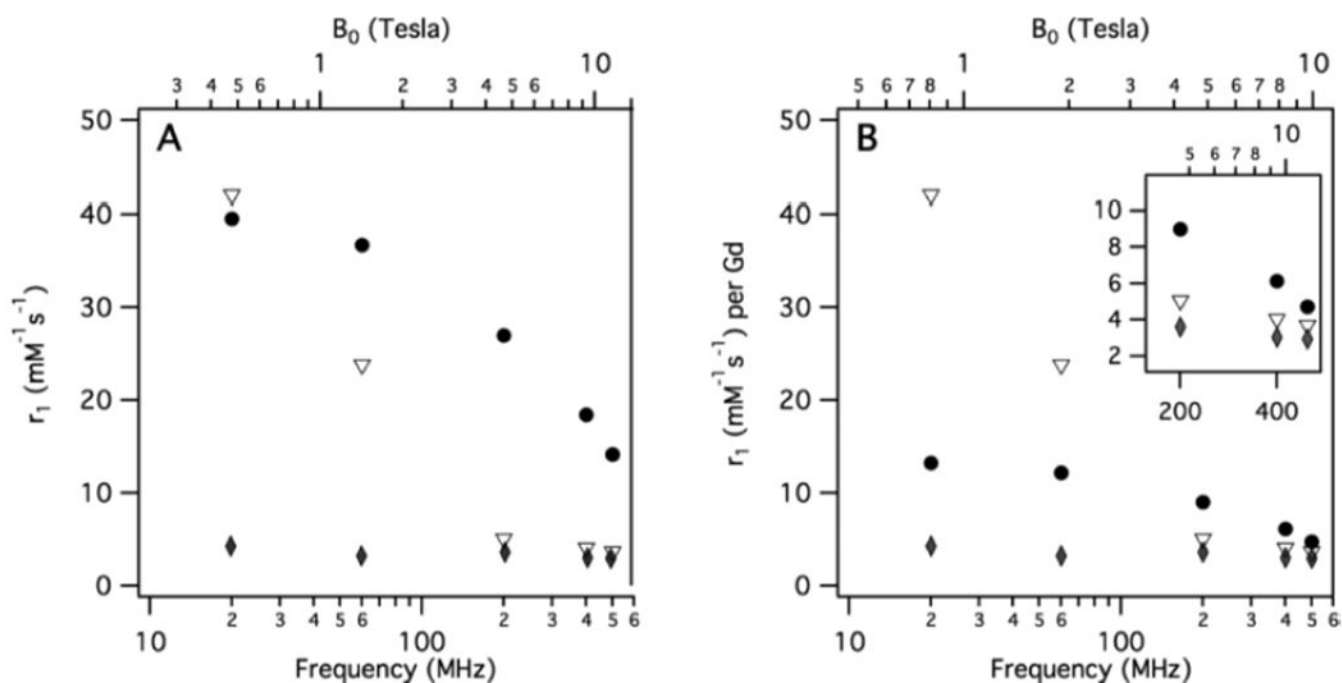 B₀ (Tesla)
1 10
3 4 5 6 2 3 4 5 6
A
50
40
30
20
10
0
r₁ (mM⁻¹ s⁻¹)
2 3 4 5 6 2 3 4 5 6
10 100
Frequency (MHz)
B₀ (Tesla)
1 10
5 6 7 8 2 3 4 5 6 7 8
B
50
40
30
20
10
0
r₁ (mM⁻¹ s⁻¹) per Gd
10
5 6 7 8
10
8
6
4
2
200 400
2 3 4 5 6 2 3 4 5 6
10 100
Frequency (MHz)